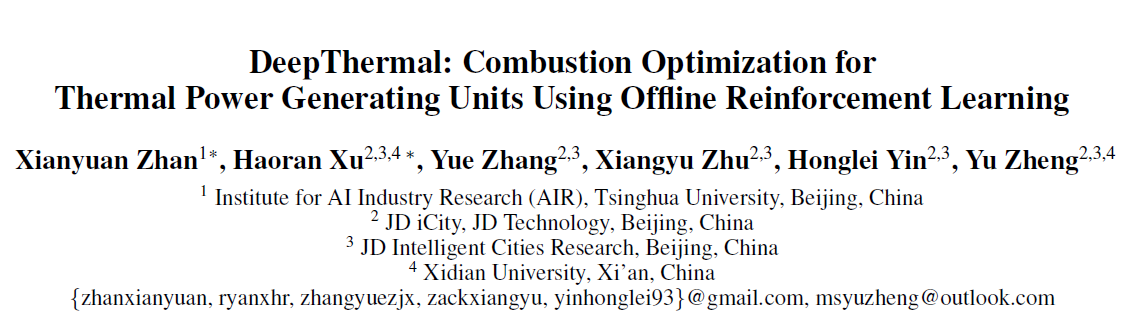 DeepThermal: Combustion Optimization for
Thermal Power Generating Units Using Offline Reinforcement Learning
Xianyuan Zhan1*, Haoran Xu2,3,4 *, Yue Zhang2,3, Xiangyu Zhu2,3, Honglei Yin2,3, Yu Zheng2,3,4
1 Institute for AI Industry Research (AIR), Tsinghua University, Beijing, China
2 JD iCity, JD Technology, Beijing, China
3 JD Intelligent Cities Research, Beijing, China
4 Xidian University, Xi’an, China
{zhanxianyuan, ryanxhr, zhangyuezjx, zackxiangyu, yinhonglei93}@gmail.com, msyuzheng@outlook.com